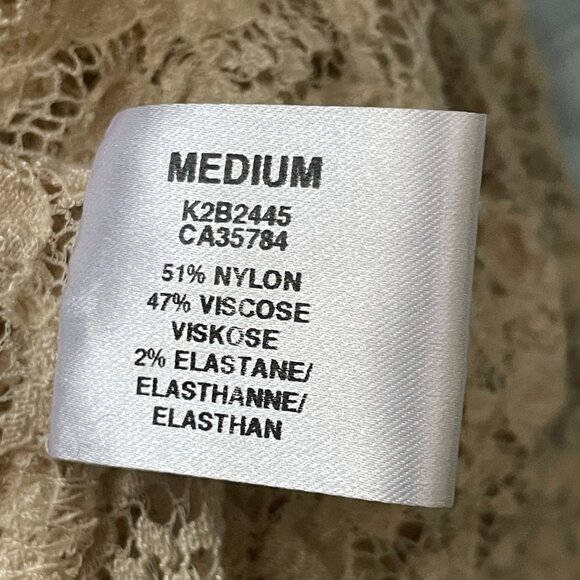 MEDIUM
K2B2445
CA35784
51% NYLON
47% VISCOSE
VISKOSE
2% ELASTANE/
ELASTHANNE/
ELASTHAN